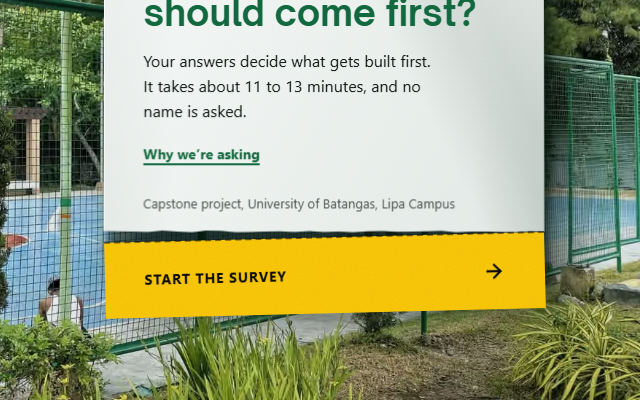 should come first?
Your answers decide what gets built first.
It takes about 11 to 13 minutes, and no
name is asked.
Why we're asking
Capstone project, University of Batangas, Lipa Campus
START THE SURVEY